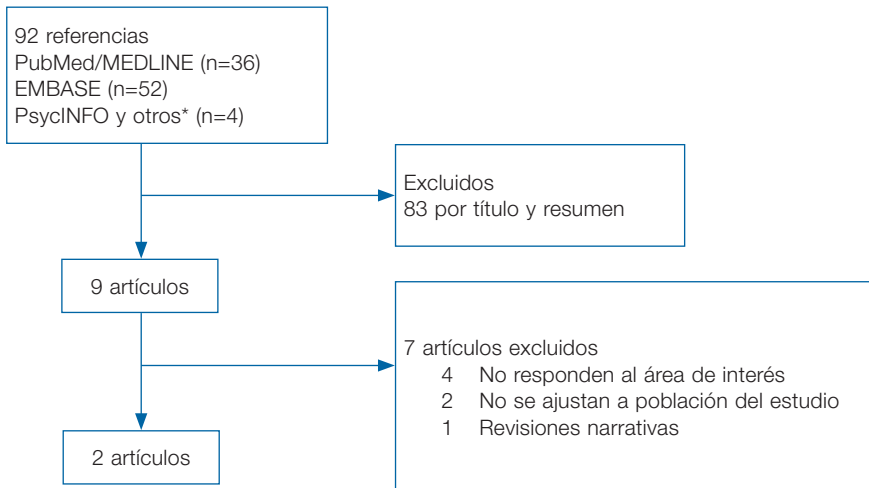 92 referencias
PubMed/MEDLINE (n=36)
EMBASE (n=52)
PsycINFO y otros* (n=4)
Excluidos
83 por título y resumen
9 artículos
7 artículos excluidos
4 No responden al área de interés
2 No se ajustan a población del estudio
1 Revisiones narrativas
2 artículos